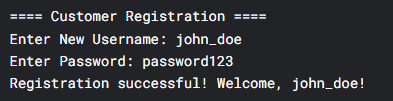 ==== Customer Registration ====
Enter New Username: john_doe
Enter Password: password123
Registration successful! Welcome, john_doe!